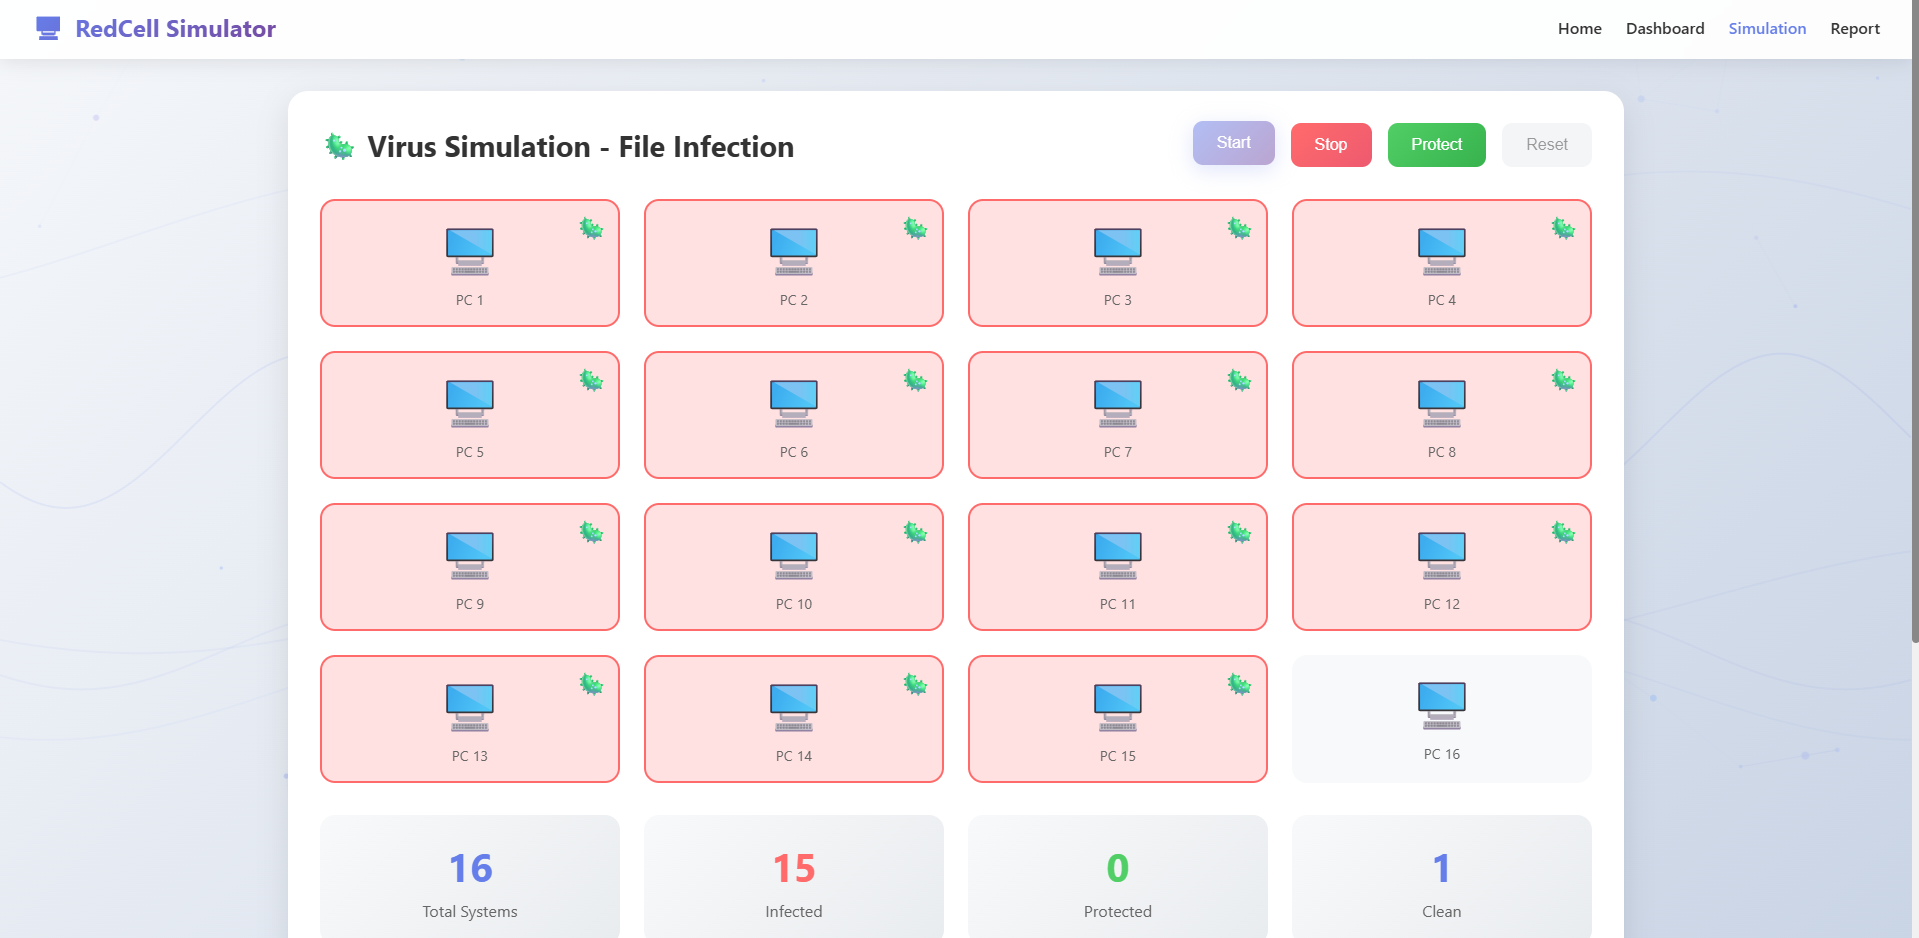 RedCell Simulator
Home Dashboard Simulation Report
Virus Simulation - File Infection
Start Stop Protect Reset
PC 1 PC 2 PC 3 PC 4
PC 5 PC 6 PC 7 PC 8
PC 9 PC 10 PC 11 PC 12
PC 13 PC 14 PC 15 PC 16
16 15 0 1
Total Systems Infected Protected Clean